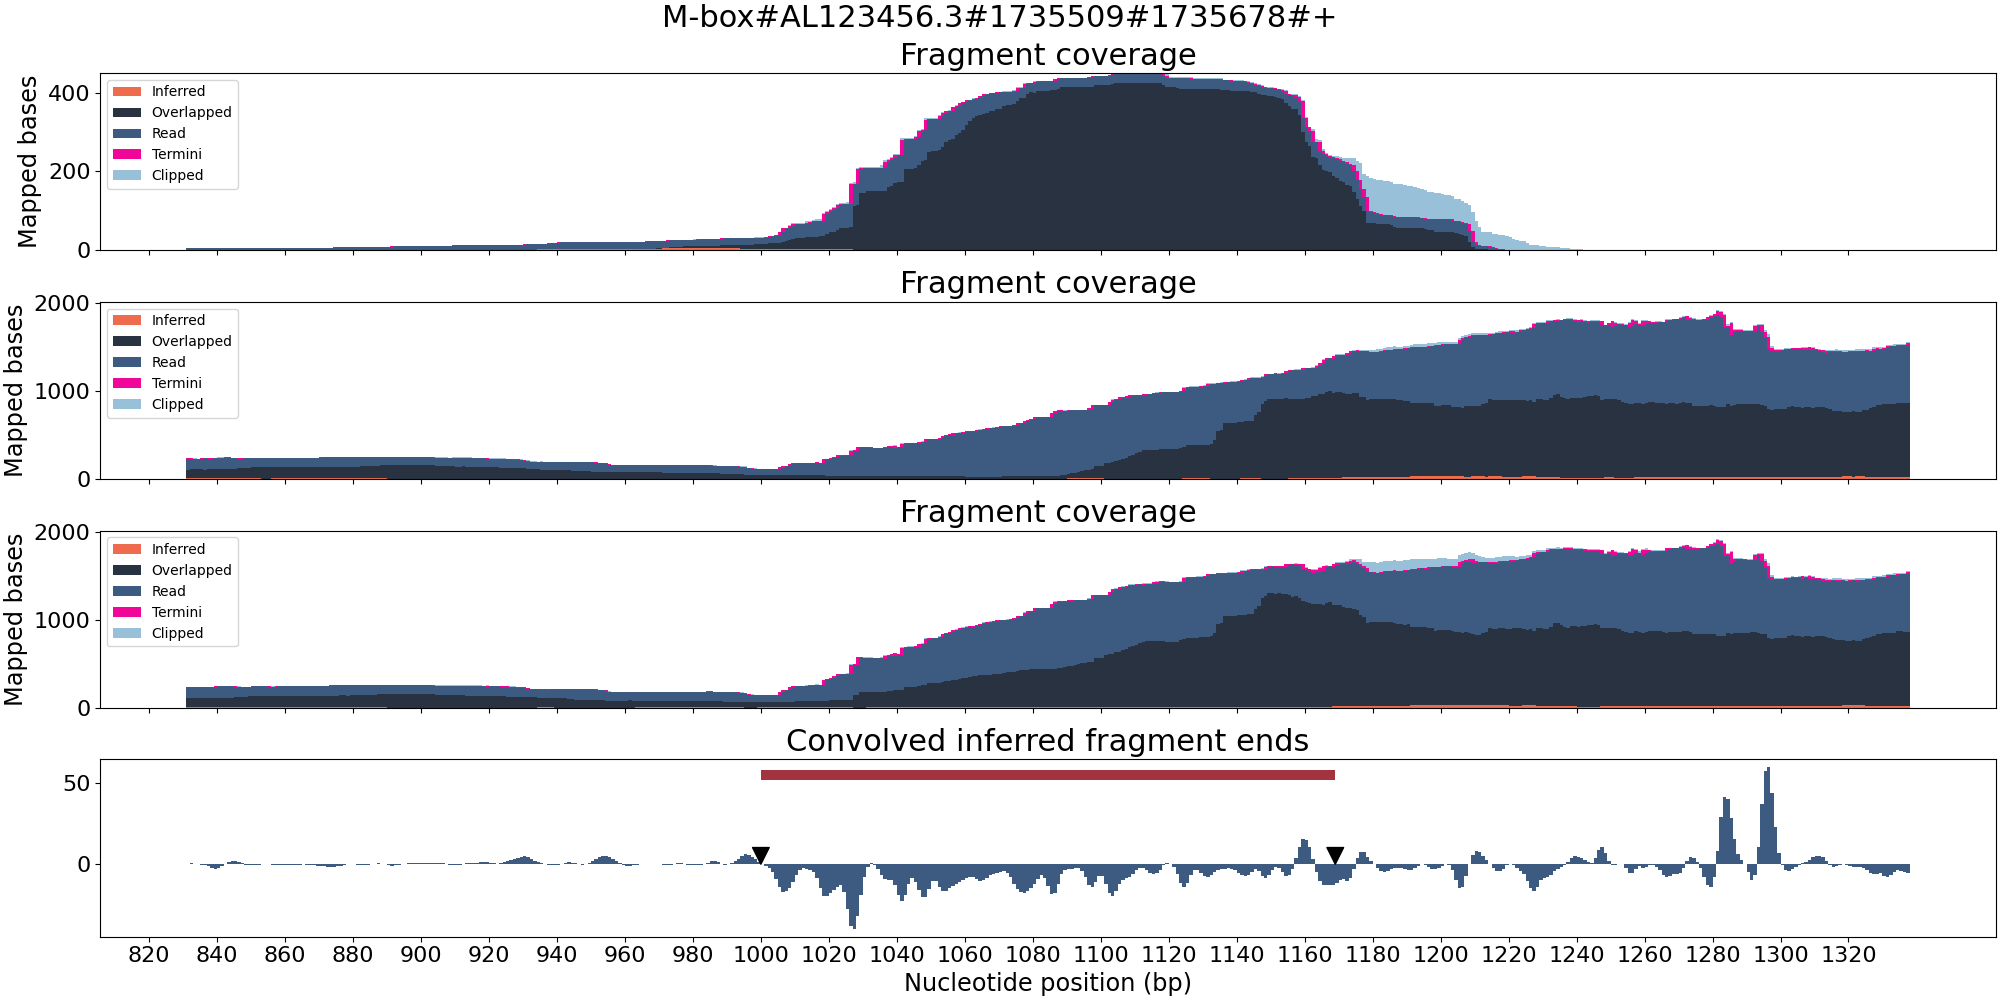 M-box#AL123456.3#1735509#1735678#+
Fragment coverage
Mapped bases
400
200
0
Inferred
Overlapped
Read
Termini
Clipped
Fragment coverage
Mapped bases
2000
1000
0
Inferred
Overlapped
Read
Termini
Clipped
Fragment coverage
Mapped bases
2000
1000
0
Inferred
Overlapped
Read
Termini
Clipped
Convolved inferred fragment ends
50
0
820 840 860 880 900 920 940 960 980 1000 1020 1040 1060 1080 1100 1120 1140 1160 1180 1200 1220 1240 1260 1280 1300 1320
Nucleotide position (bp)